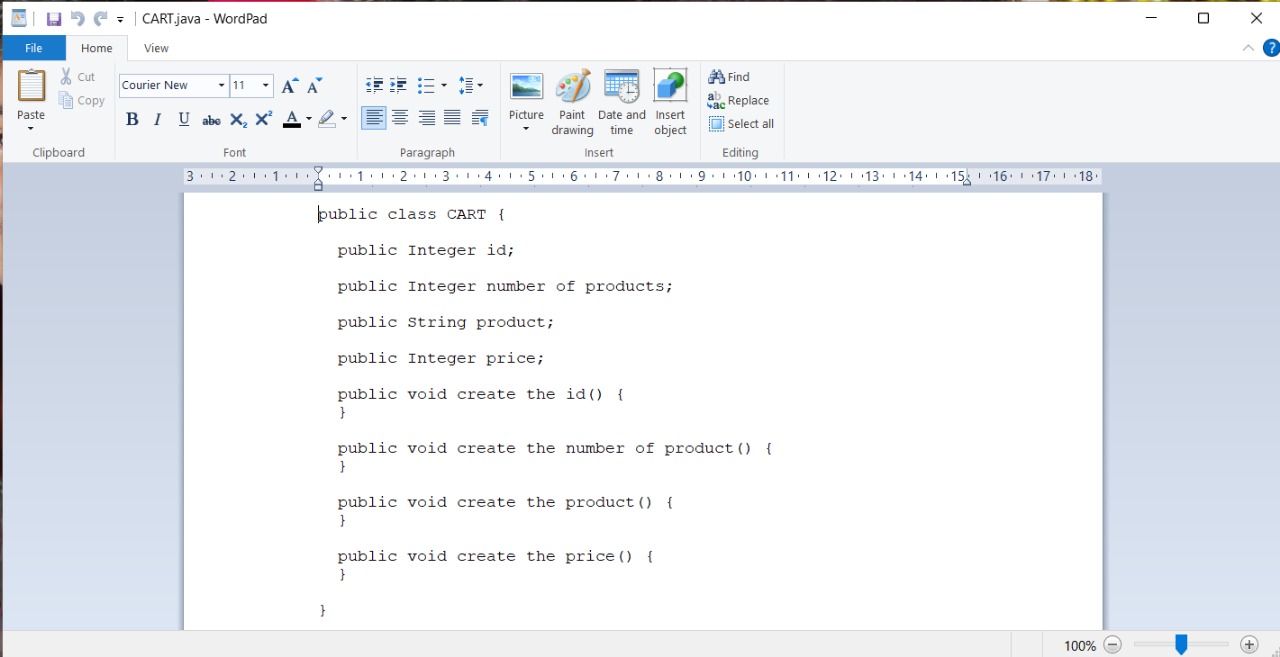 CART.java - WordPad
File Home View
Paste
Cut
Copy
Clipboard
Courier New 11
B I U abc X₂ X² A
Font
Paragraph
Picture
Paint drawing
Date and time
Insert object
Insert
Find
Replace
Select all
Editing
3 2 1 1 2 3 4 5 6 7 8 9 10 11 12 13 14 15 16 17 18
public class CART {
public Integer id;
public Integer number of products;
public String product;
public Integer price;
public void create the id() {
}
public void create the number of product() {
}
public void create the product() {
}
public void create the price() {
}
}
100%